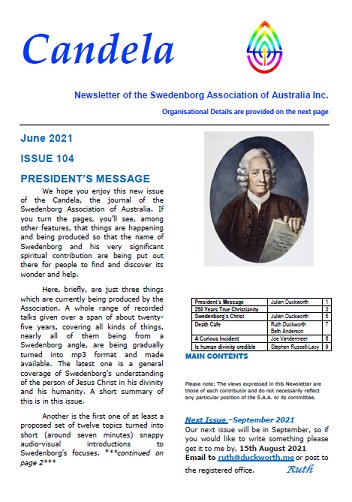 Candela
Newsletter of the Swedenborg Association of Australia Inc.
Organisational Details are provided on the next page
June 2021
ISSUE 104
PRESIDENT'S MESSAGE
We hope you enjoy this new issue
of the Candela, the journal of the
Swedenborg Association of Australia. If
you turn the pages, you'll see, among
other features, that things are happening
and being produced so that the name of
Swedenborg and his very significant
spiritual contribution are being put out
there for people to find and discover its
wonder and help.
Here, briefly, are just three things
which are currently being produced by the
Association. A whole range of recorded
talks given over a span of about twenty-
five years, covering all kinds of things,
nearly all of them being from a
Swedenborg angle, are being gradually
turned into mp3 format and made
available. The latest one is a general
coverage of Swedenborg's understanding
of the person of Jesus Christ in his divinity
and his humanity. A short summary of
this is in this issue.
Another is the first one of at least a
proposed set of twelve topics turned into
short (around seven minutes) snappy
audio-visual introductions to
Swedenborg's focuses. ***continued on
page 2***
President's Message Julian Duckworth 1
250 Years True Christianity 3
Swedenborg's Christ Julian Duckworth 5
Death Cafe Ruth Duckworth 7
Beth Anderson
A Curious Incident Joe Vandermeer 8
Is human divinity credible Stephen Russell-Lacy 9
MAIN CONTENTS
Please note; The views expressed in this Newsletter are
those of each contributor and do not necessarily reflect
any particular position of the S.A.A. or its committee.
Next Issue –September 2021
Our next issue will be in September, so if
you would like to write something please
get it to me by, 15th August 2021
Email to ruth@duckworth.me or post to
the registered office. Ruth